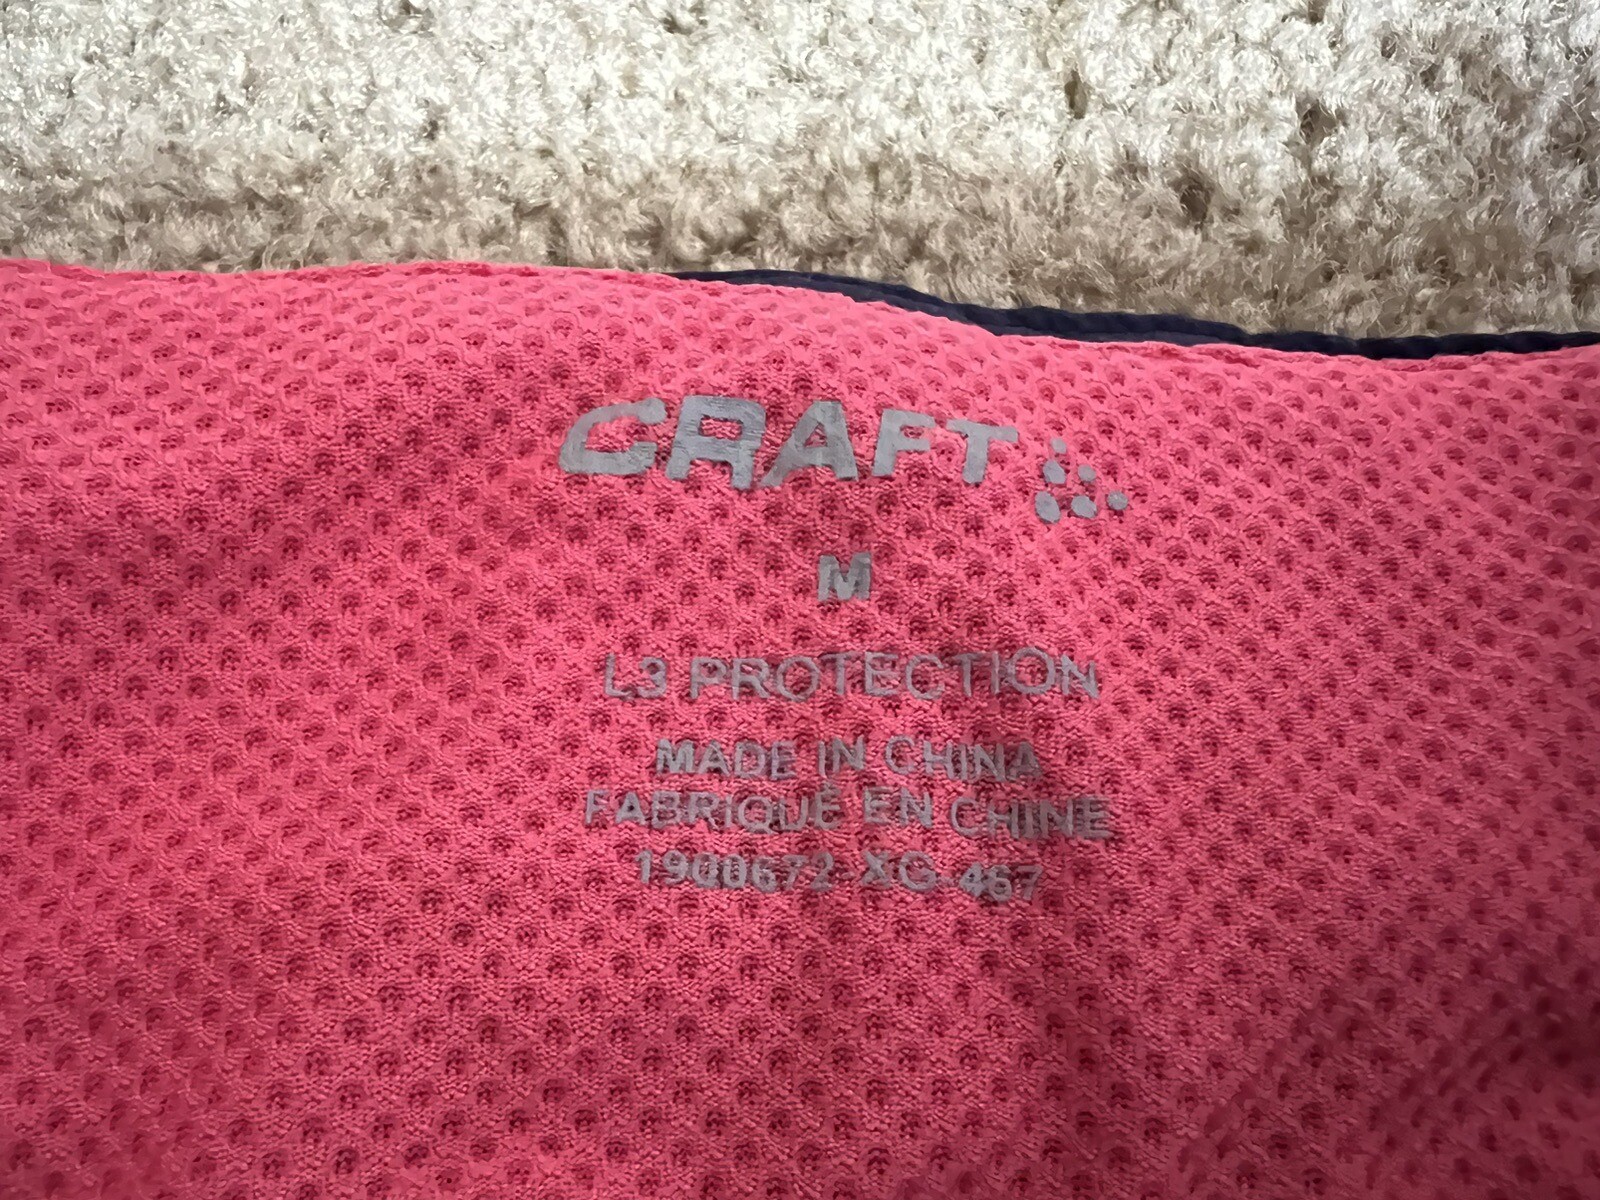 CRAFT
M
L3 PROTECTION
MADE IN CHINA
FABRIQUÉ EN CHINE
1900672-XG-467